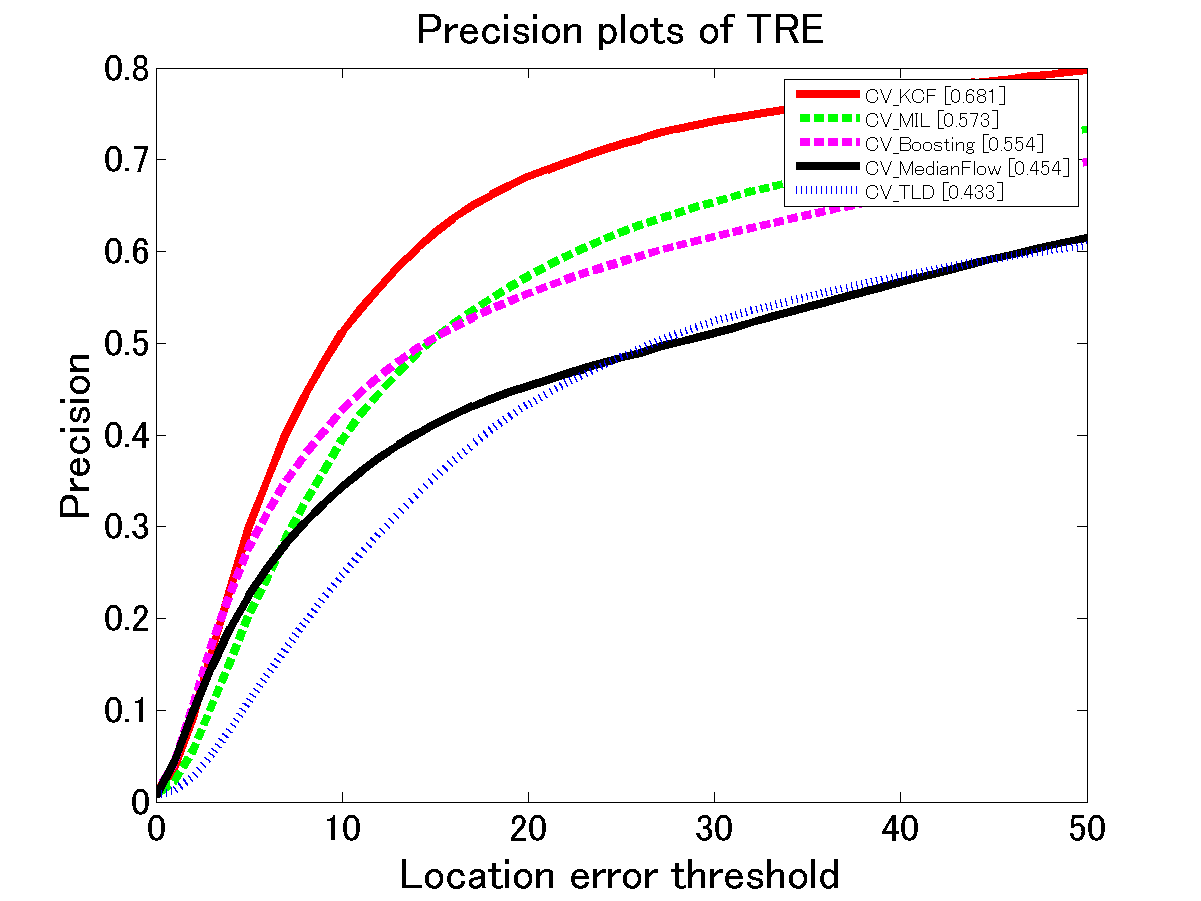 Precision plots of TRE
0.8
0.7
0.6
0.5
0.4
0.3
0.2
0.1
0
Precision
CV_KCF [0.681]
CV_MIL [0.573]
CV_Boosting [0.554]
CV_MedianFlow [0.454]
CV_TLD [0.433]
0 10 20 30 40 50
Location error threshold